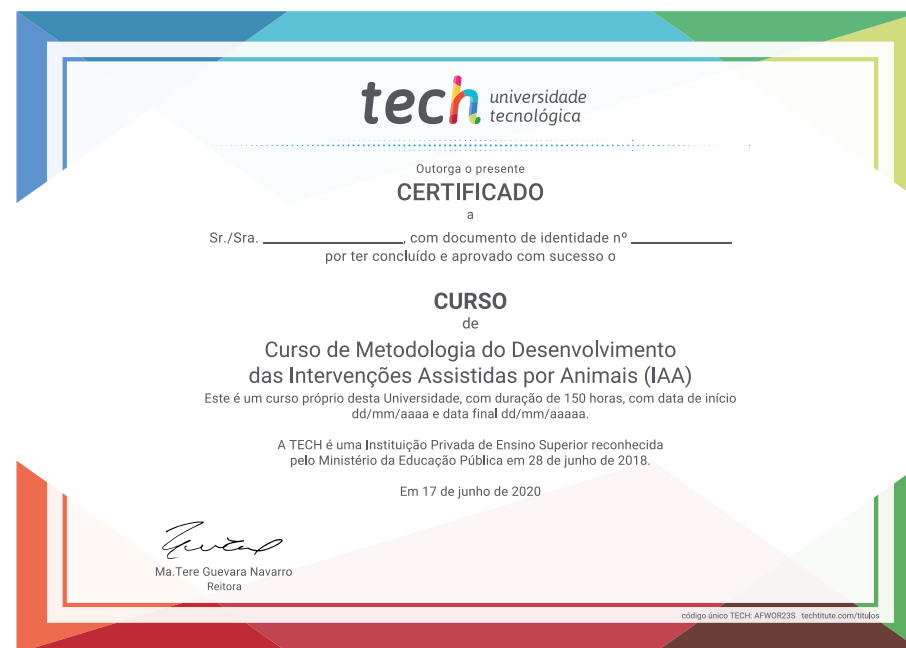 tech universidade
tecnológica
Outorga o presente
CERTIFICADO
a
Sr./Sra. ____________________, com documento de identidade nº ______________
por ter concluído e aprovado com sucesso o
CURSO
de
Curso de Metodologia do Desenvolvimento
das Intervenções Assistidas por Animais (IAA)
Este é um curso próprio desta Universidade, com duração de 150 horas, com data de início
dd/mm/aaaa e data final dd/mm/aaaaa.
A TECH é uma Instituição Privada de Ensino Superior reconhecida
pelo Ministério da Educação Pública em 28 de junho de 2018.
Em 17 de junho de 2020
Ma.Tere Guevara Navarro
Reitora
código único TECH: AFWOR23S techtitute.com/titulos